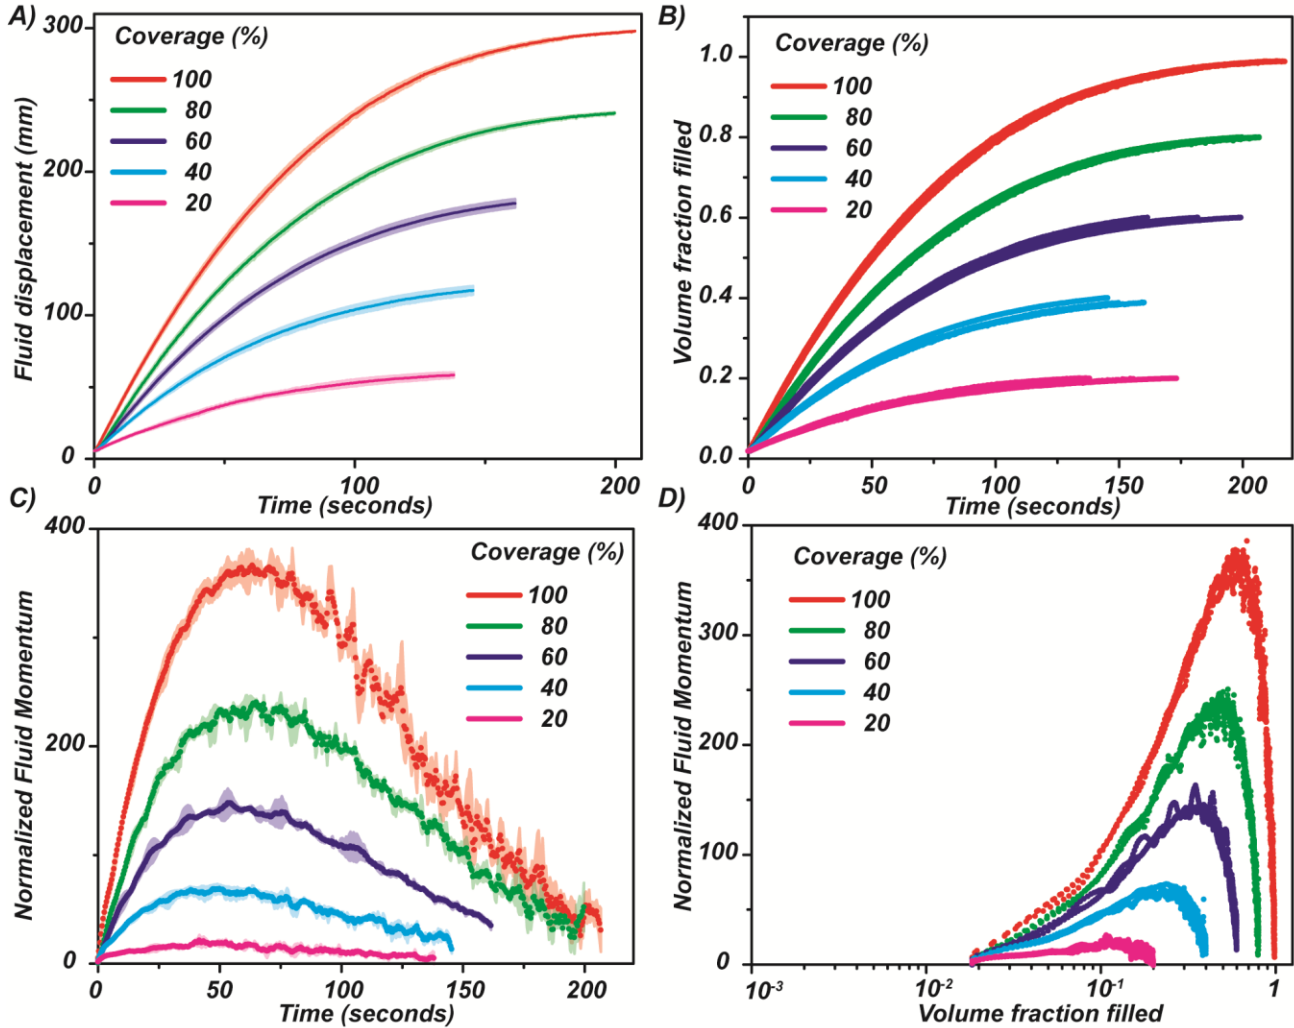 A)
Coverage (%)
100
80
60
40
20
Fluid displacement (mm)
300
200
100
0
0 100 200
Time (seconds)
B)
Coverage (%)
100
80
60
40
20
Volume fraction filled
1.0
0.8
0.6
0.4
0.2
0.0
0 50 100 150 200
Time (seconds)
C)
Coverage (%)
100
80
60
40
20
Normalized Fluid Momentum
400
200
0
0 50 100 150 200
Time (seconds)
D)
Coverage (%)
100
80
60
40
20
Normalized Fluid Momentum
400
300
200
100
0
10⁻³ 10⁻² 10⁻¹ 1
Volume fraction filled